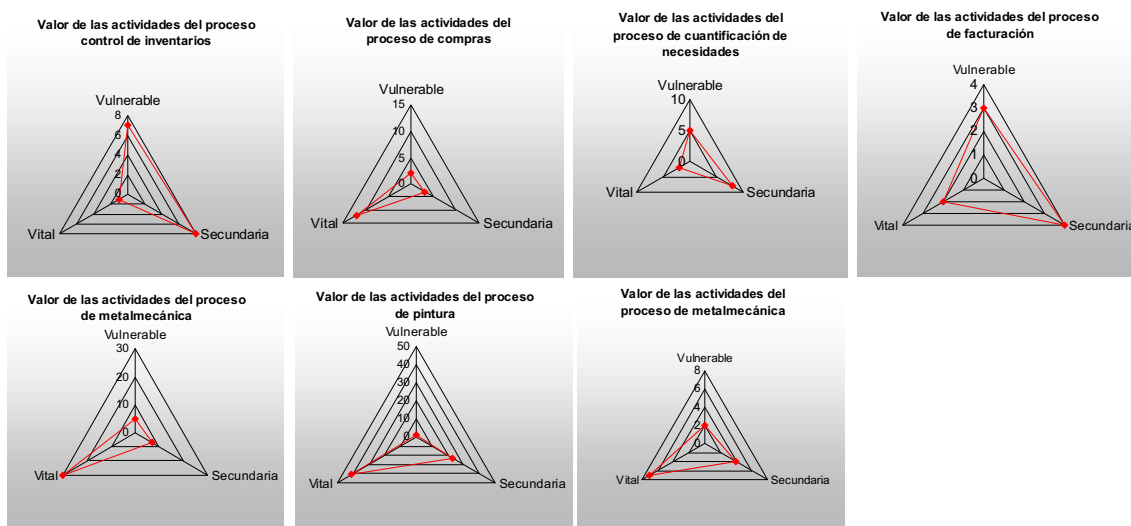 Valor de las actividades del proceso
control de inventarios
Vulnerable
8
6
4
2
0
Vital
Secundaria
Valor de las actividades del
proceso de compras
Vulnerable
15
10
5
0
Vital
Secundaria
Valor de las actividades del
proceso de cuantificación de
necesidades
Vulnerable
10
5
0
Vital
Secundaria
Valor de las actividades del proceso
de facturación
Vulnerable
4
3
2
1
0
Vital
Secundaria
Valor de las actividades del proceso
de metalmecánica
Vulnerable
30
20
10
0
Vital
Secundaria
Valor de las actividades del proceso
de pintura
Vulnerable
50
40
30
20
10
0
Vital
Secundaria
Valor de las actividades del
proceso de metalmecánica
Vulnerable
8
6
4
2
0
Vital
Secundaria